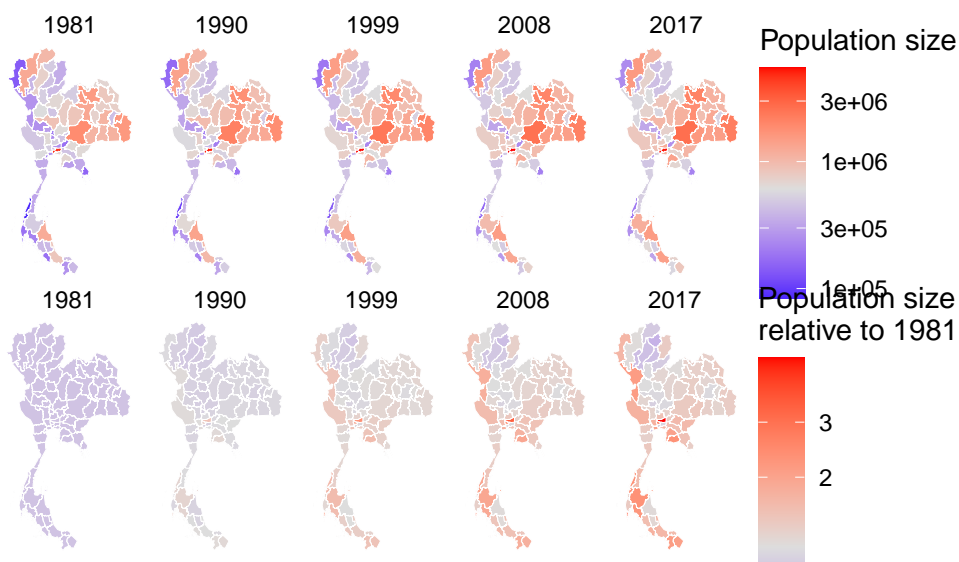 1981 1990 1999 2008 2017
Population size
3e+06
1e+06
3e+05
1e+05
1981 1990 1999 2008 2017
Population size
relative to 1981
3
2